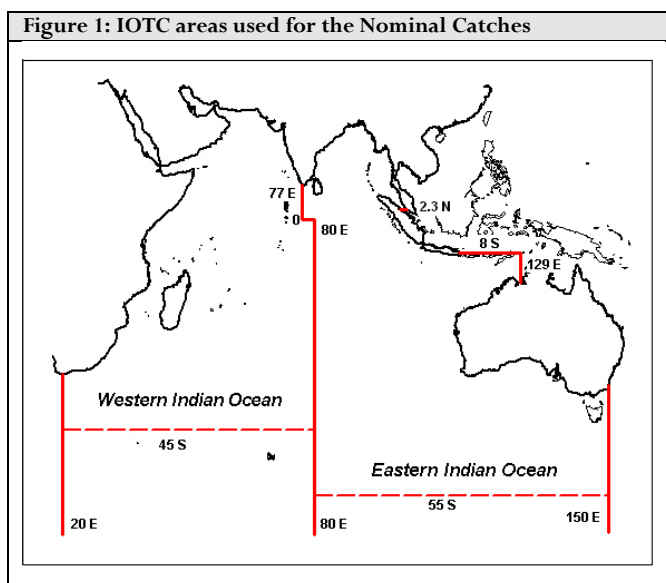 Figure 1: IOTC areas used for the Nominal Catches
77 E
2.3 N
0
80 E
8 S
129 E
Western Indian Ocean
45 S
Eastern Indian Ocean
55 S
20 E
80 E
150 E